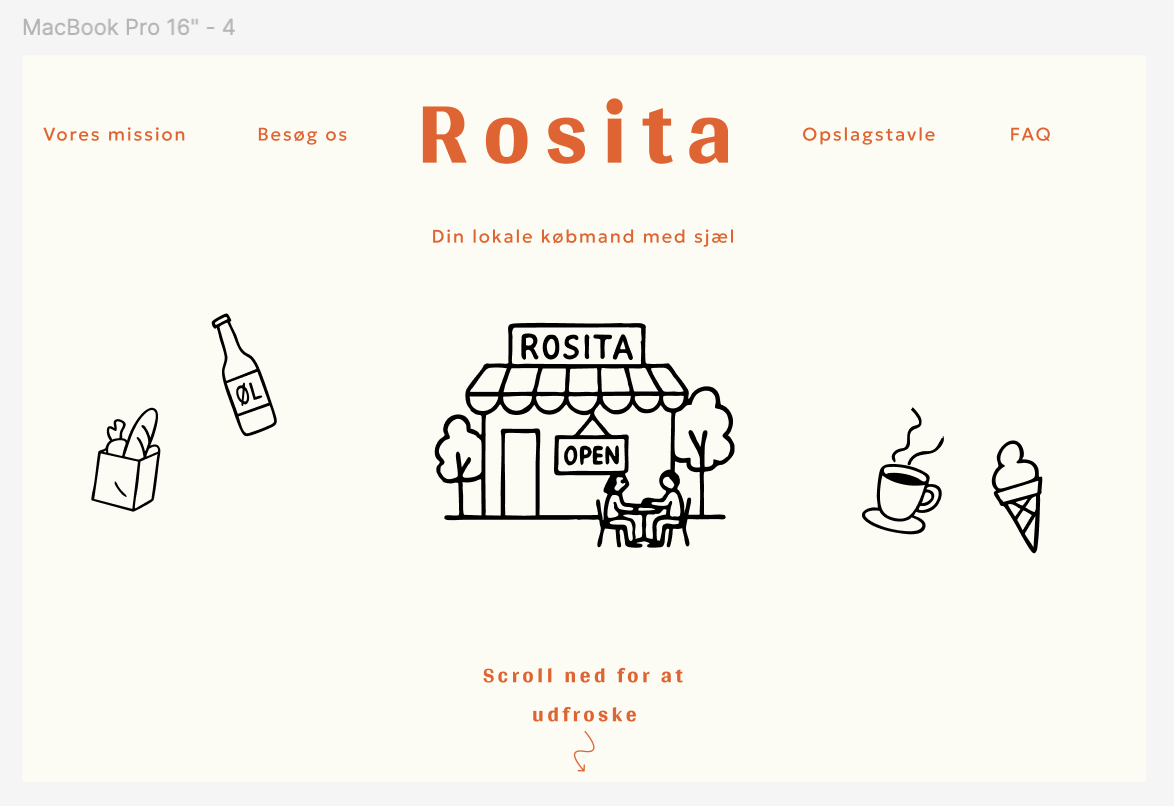 MacBook Pro 16" - 4
Vores mission
Besøg os
Rosita
Opslagstavle
FAQ
Din lokale købmand med sjæl
ØL
ROSITA
OPEN
Scroll ned for at
udfroske